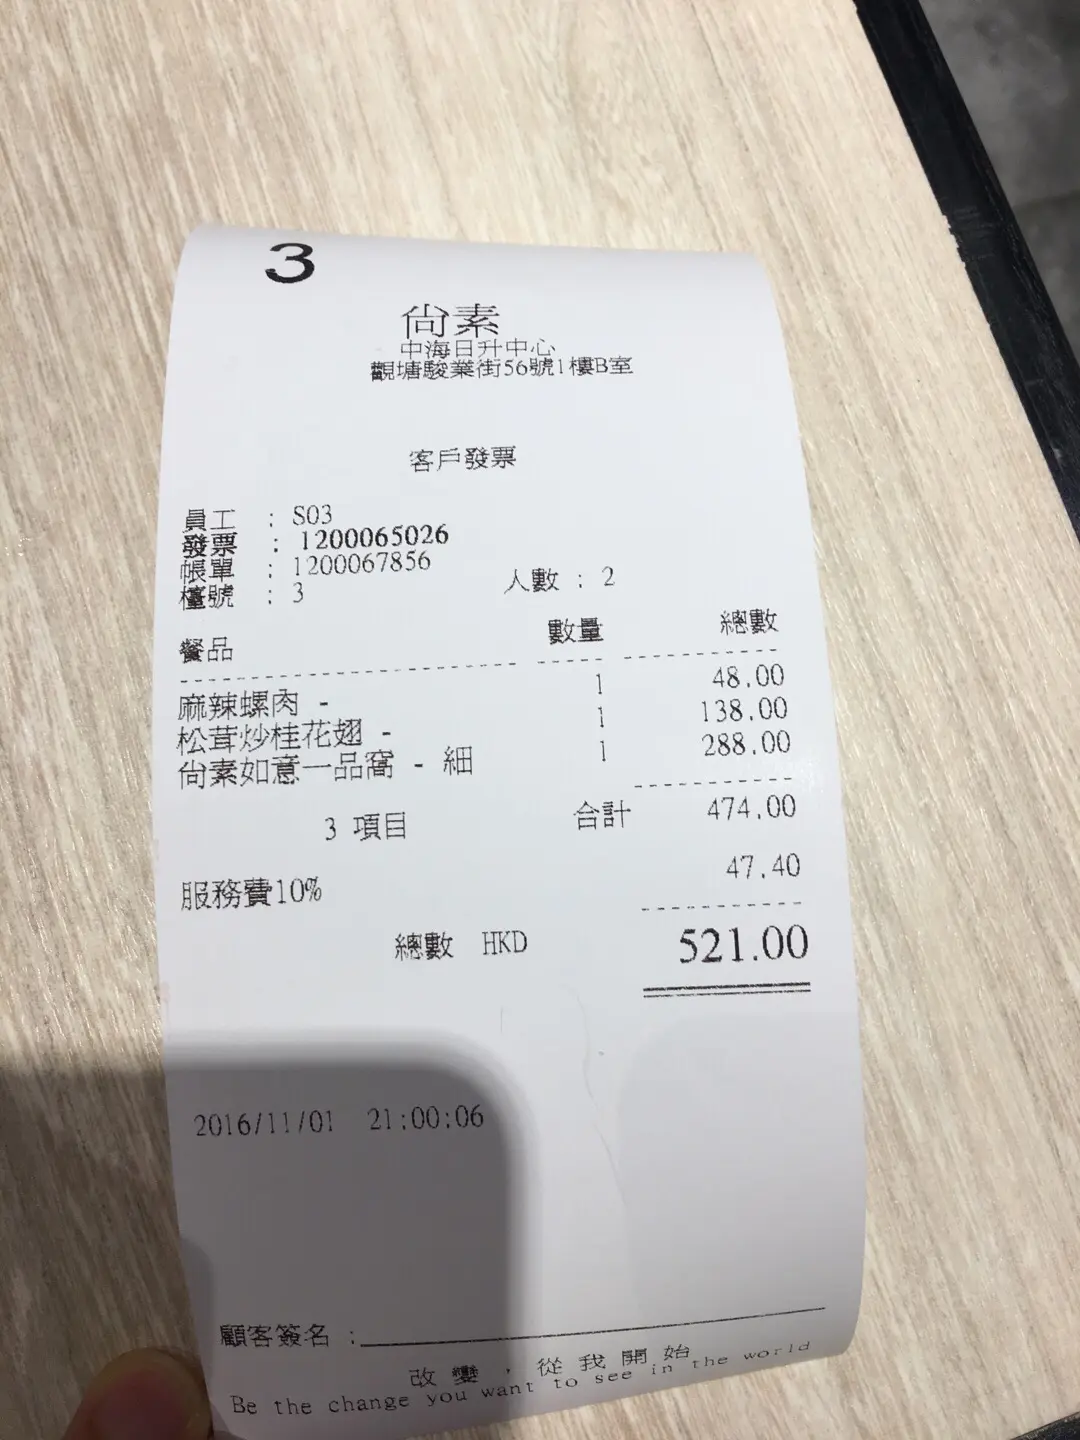 3
尙素
中海日升中心
觀塘駿業街56號1樓B室
客戶發票
員工 : S03
發票 : 1200065026
帳單 : 1200067856
檯號 : 3 人數 : 2
餐品 數量 總數
麻辣螺肉 - 1 48.00
松茸炒桂花翅 - 1 138.00
尙素如意一品窩 - 細 1 288.00
3 項目 合計 474.00
服務費10% 47.40
總數 HKD 521.00
2016/11/01 21:00:06
顧客簽名 :
改變，從我開始
Be the change you want to see in the world